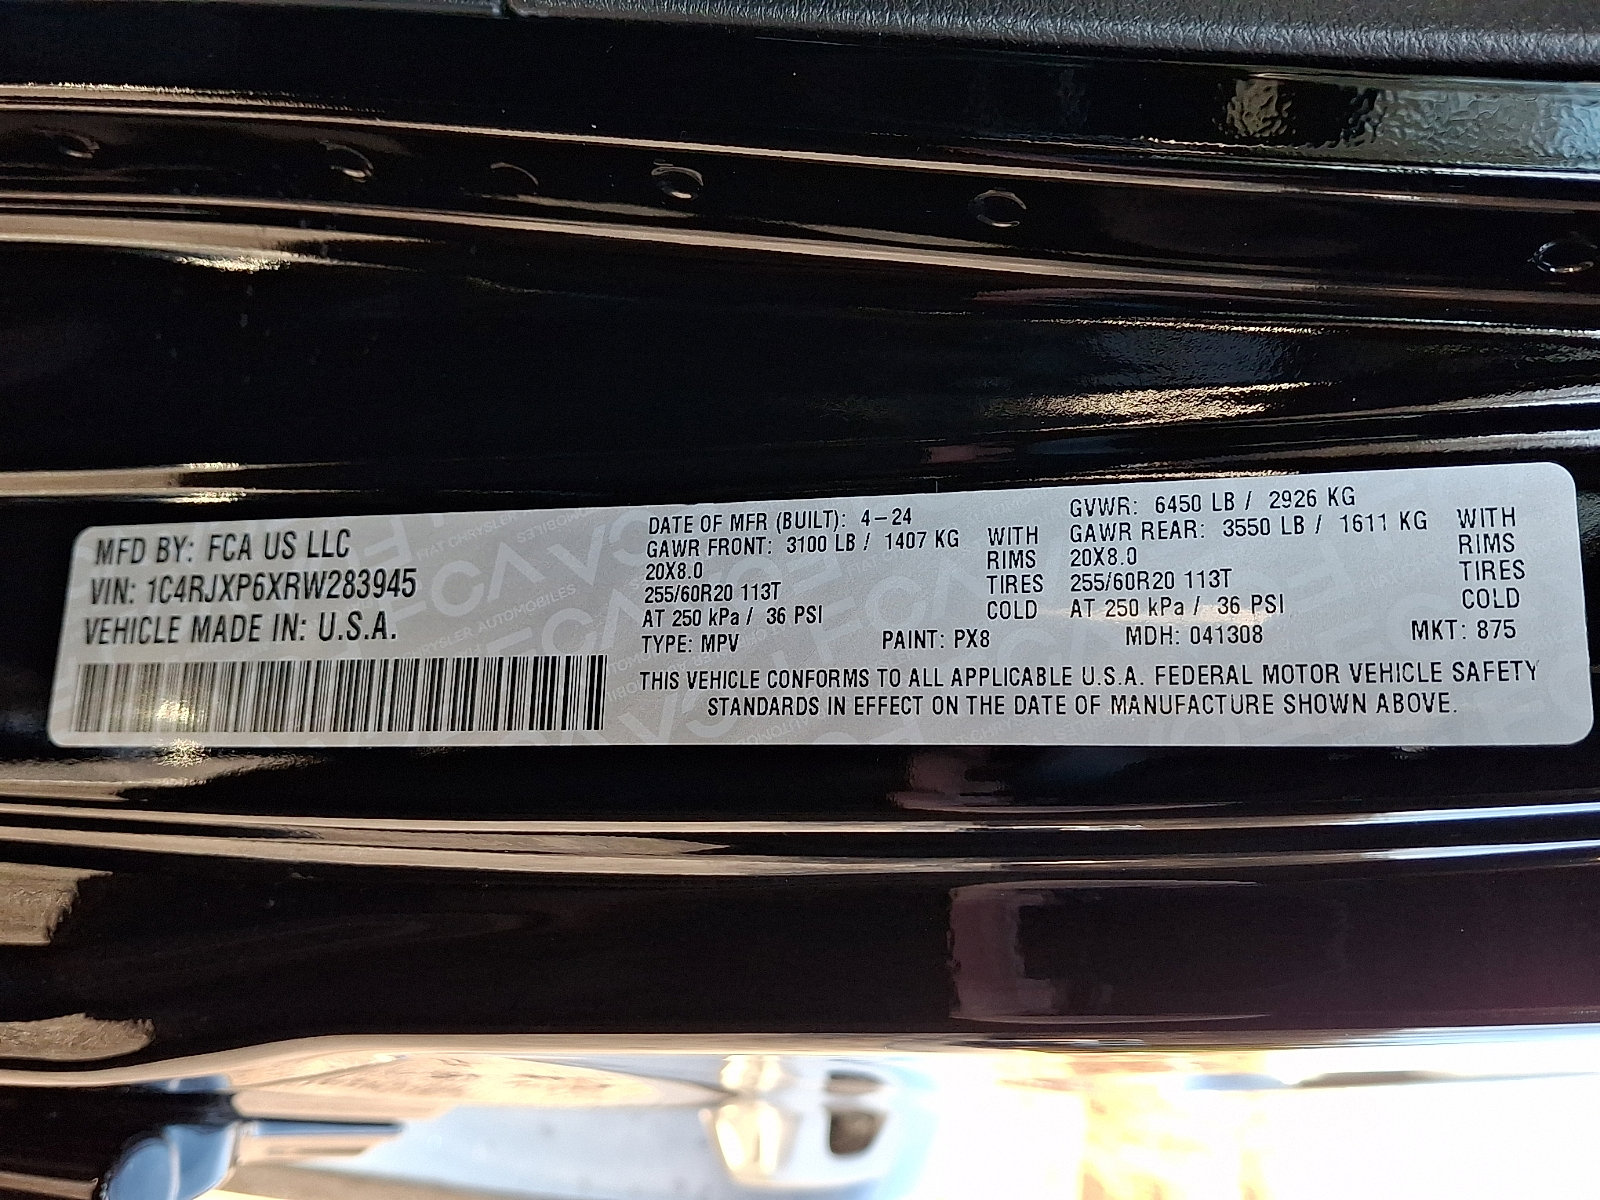 MFD BY: FCA US LLC
VIN: 1C4RJXP6XRW283945
VEHICLE MADE IN: U.S.A.
DATE OF MFR (BUILT): 4-24
GAWR FRONT: 3100 LB / 1407 KG WITH
20X8.0 RIMS
255/60R20 113T TIRES
AT 250 kPa / 36 PSI COLD
GVWR: 6450 LB / 2926 KG
GAWR REAR: 3550 LB / 1611 KG WITH
20X8.0 RIMS
255/60R20 113T TIRES
AT 250 kPa / 36 PSI COLD
TYPE: MPV PAINT: PX8 MDH: 041308 MKT: 875
THIS VEHICLE CONFORMS TO ALL APPLICABLE U.S.A. FEDERAL MOTOR VEHICLE SAFETY
STANDARDS IN EFFECT ON THE DATE OF MANUFACTURE SHOWN ABOVE.